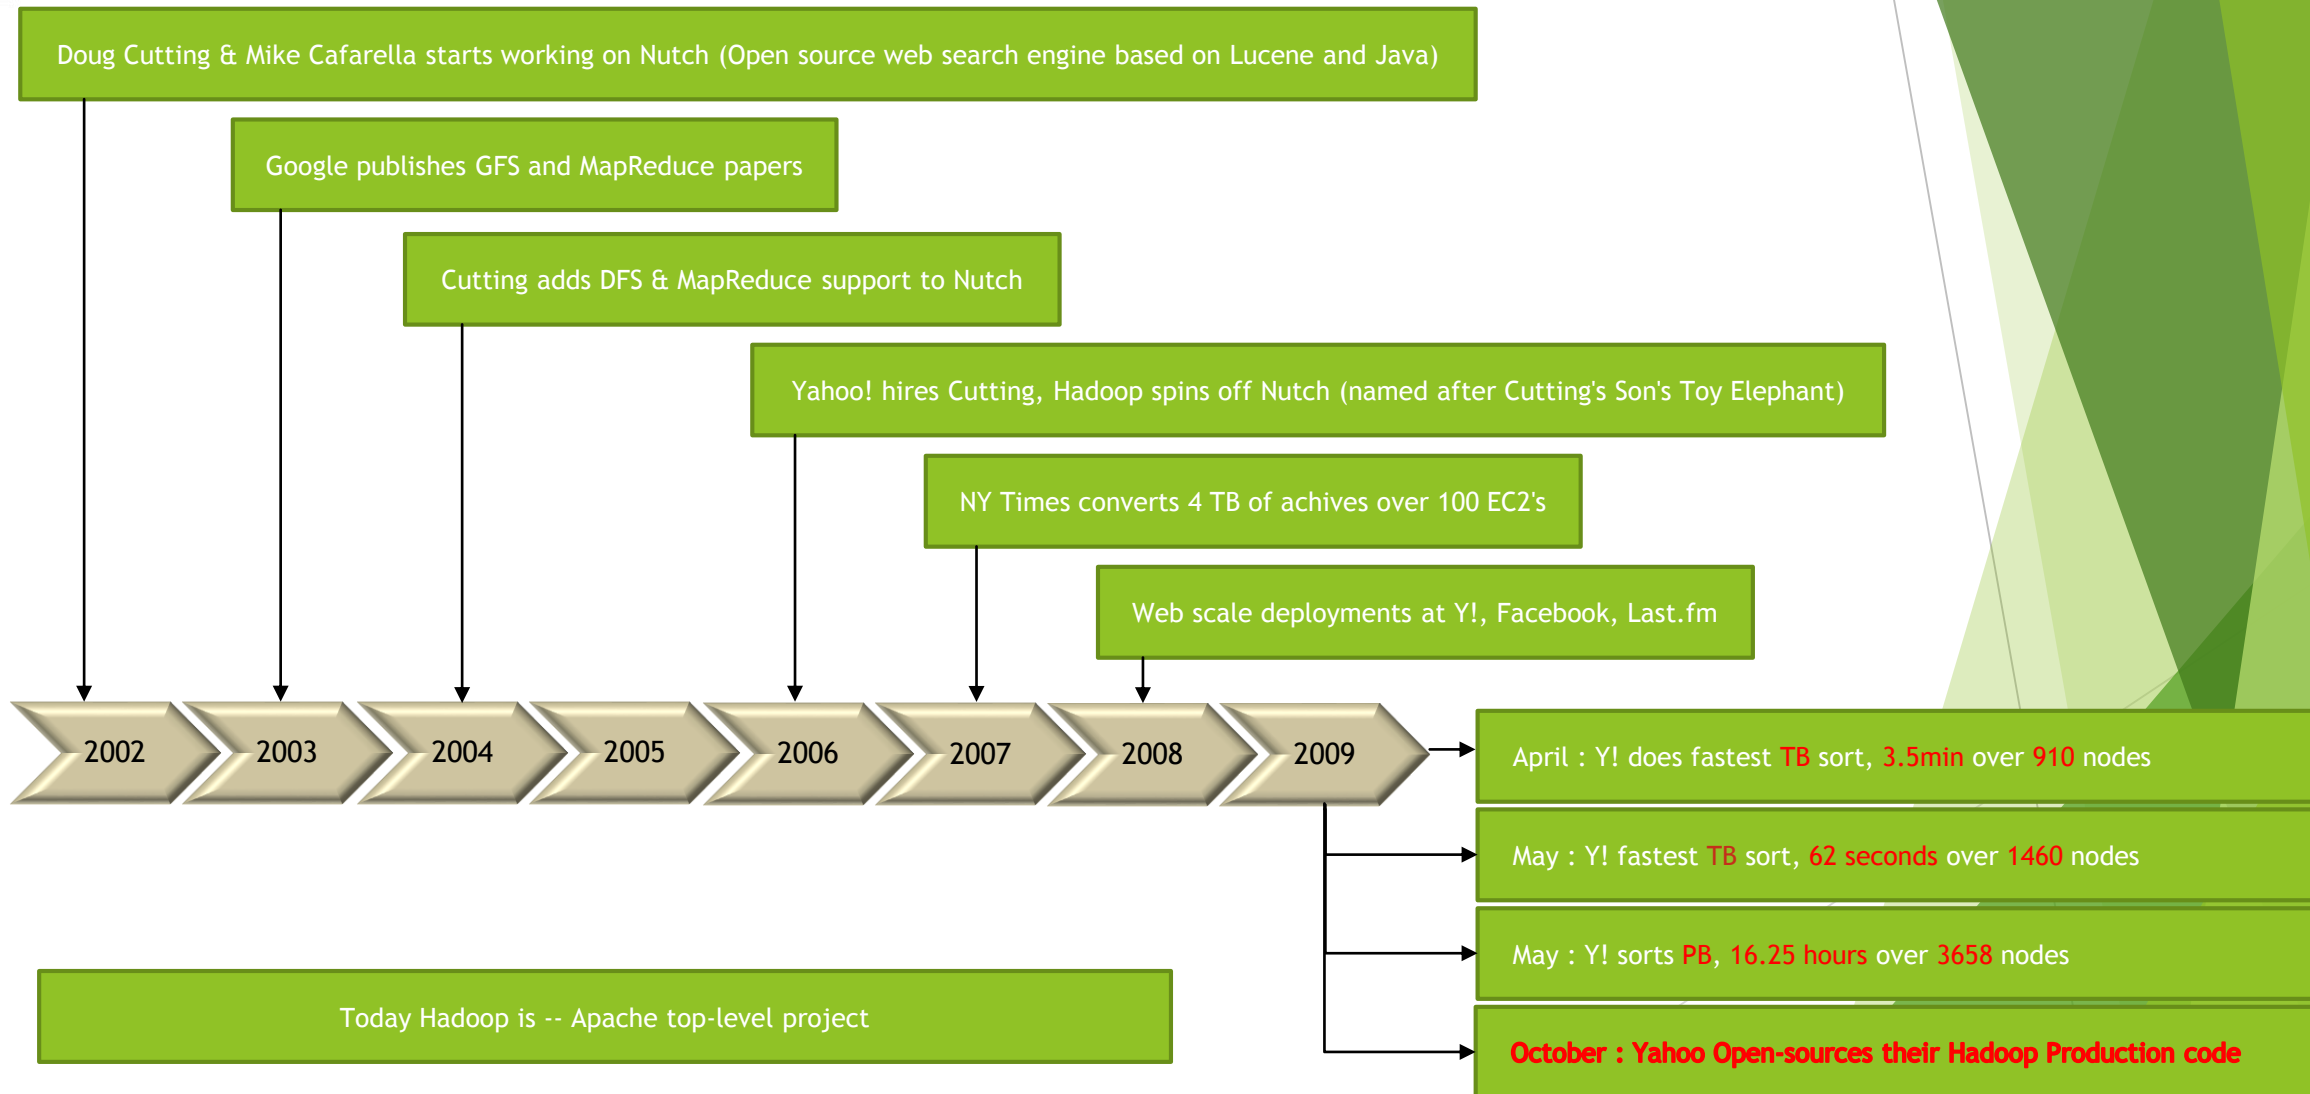 Doug Cutting & Mike Cafarella starts working on Nutch (Open source web search engine based on Lucene and Java)
Google publishes GFS and MapReduce papers
Cutting adds DFS & MapReduce support to Nutch
Yahoo! hires Cutting, Hadoop spins off Nutch (named after Cutting's Son's Toy Elephant)
NY Times converts 4 TB of achives over 100 EC2's
Web scale deployments at Y!, Facebook, Last.fm
2002
2003
2004
2005
2006
2007
2008
2009
April : Y! does fastest TB sort, 3.5min over 910 nodes
May : Y! fastest TB sort, 62 seconds over 1460 nodes
May : Y! sorts PB, 16.25 hours over 3658 nodes
October : Yahoo Open-sources their Hadoop Production code
Today Hadoop is -- Apache top-level project